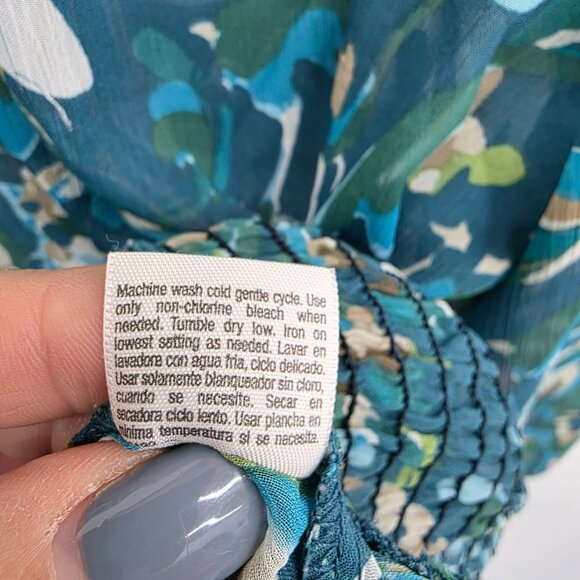 Machine wash cold gentle cycle. Use
only non-chlorine bleach when
needed. Tumble dry low. Iron on
lowest setting as needed. Lavar en
lavadora con agua fria, ciclo delicado.
Usar solamente blanqueador sin cloro,
cuando se necesite. Secar en
secadora ciclo lento. Usar plancha en
minima temperatura si se necesita.